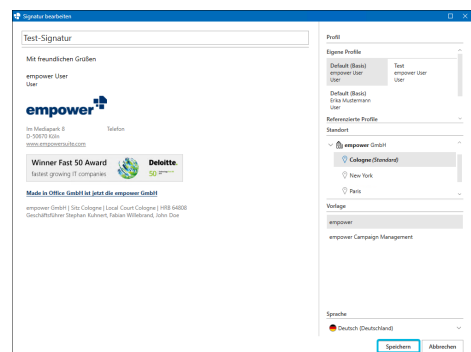 Signatur bearbeiten
Test-Signatur
Mit freundlichen Grüßen
empower User
User
empower
Im Mediapark 8 Telefon
D-50670 Köln
www.empowersuite.com
Winner Fast 50 Award
fastest growing IT companies
Deloitte.
50
Made in Office GmbH ist jetzt die empower GmbH
empower GmbH | Sitz Cologne | Local Court Cologne | HRB 64808
Geschäftsführer Stephan Kuhnert, Fabian Willebrand, John Doe
Profil
Eigene Profile
Default (Basis)
empower User
User
Test
empower User
User
Default (Basis)
Erika Mustermann
User
Referenzierte Profile
Standort
empower GmbH
Cologne (Standard)
New York
Paris
Vorlage
empower
empower Campaign Management
Sprache
Deutsch (Deutschland)
Speichern
Abbrechen